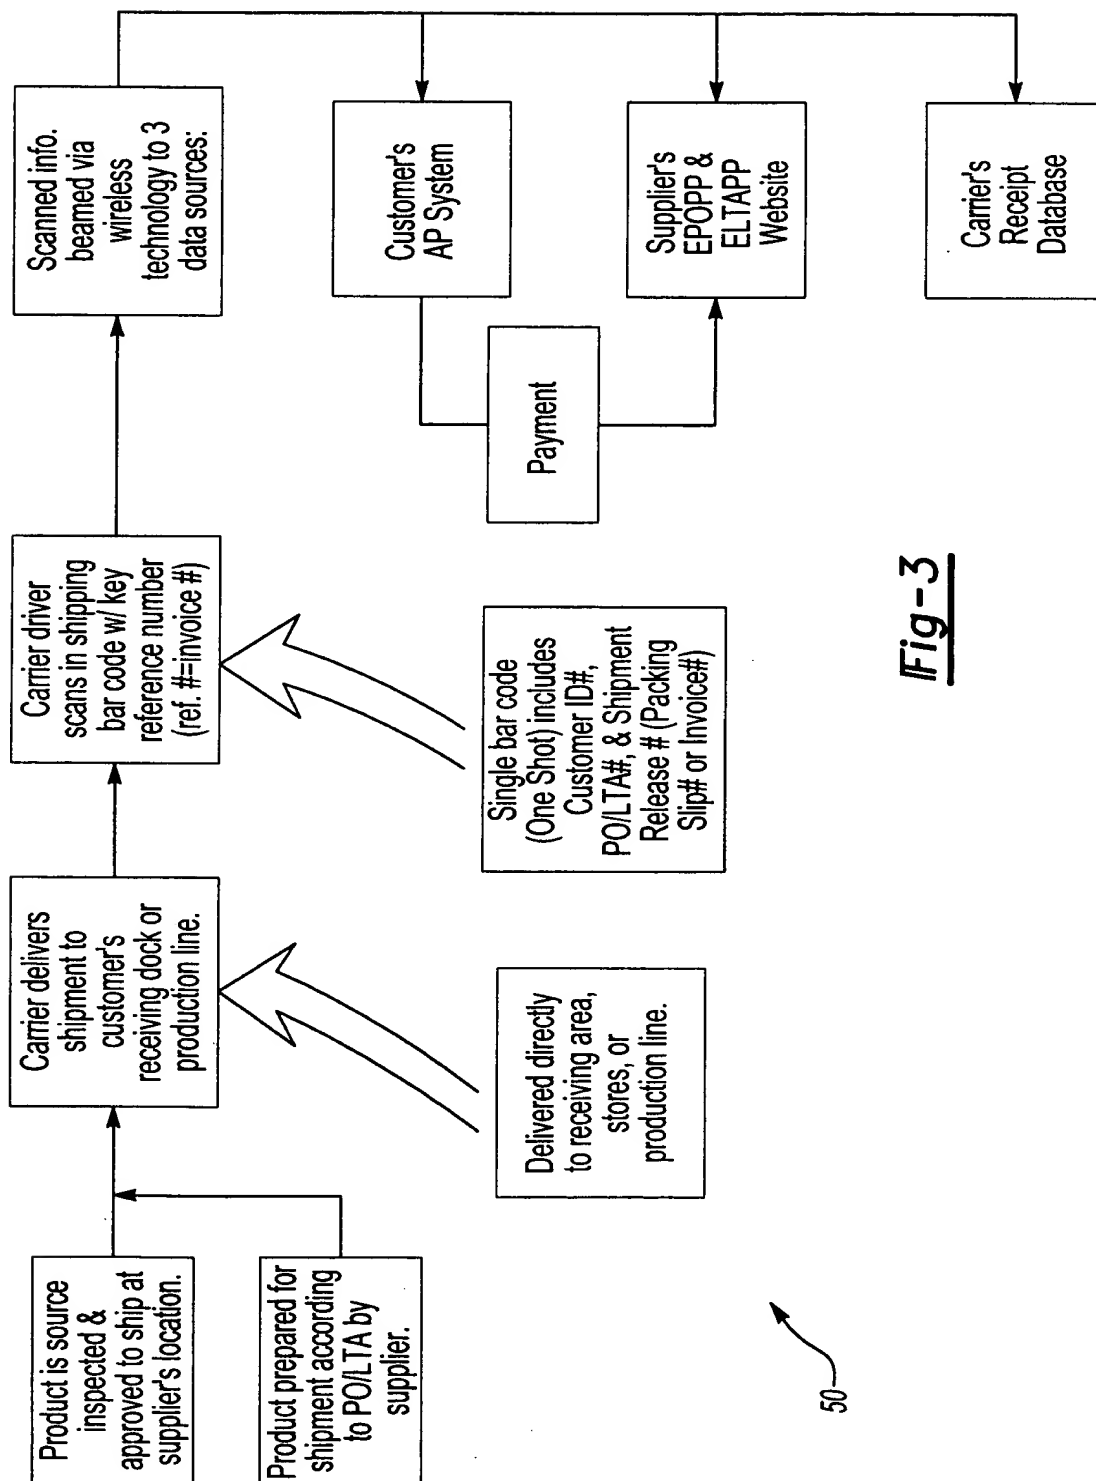 Product is source
inspected &
approved to ship at
supplier's location.
Product prepared for
shipment according
to PO/LTA by
supplier.
Carrier delivers
shipment to
customer's
receiving dock or
production line.
Delivered directly
to receiving area,
stores, or
production line.
Carrier driver
scans in shipping
bar code w/ key
reference number
(ref. #=invoice #)
Single bar code
(One Shot) includes
Customer ID#,
PO/LTA#, & Shipment
Release # (Packing
Slip# or Invoice#)
Scanned info.
beamed via
wireless
technology to 3
data sources:
Customer's
AP System
Payment
Supplier's
EPOPP &
ELTAPP
Website
Carrier's
Receipt
Database
50
Fig-3